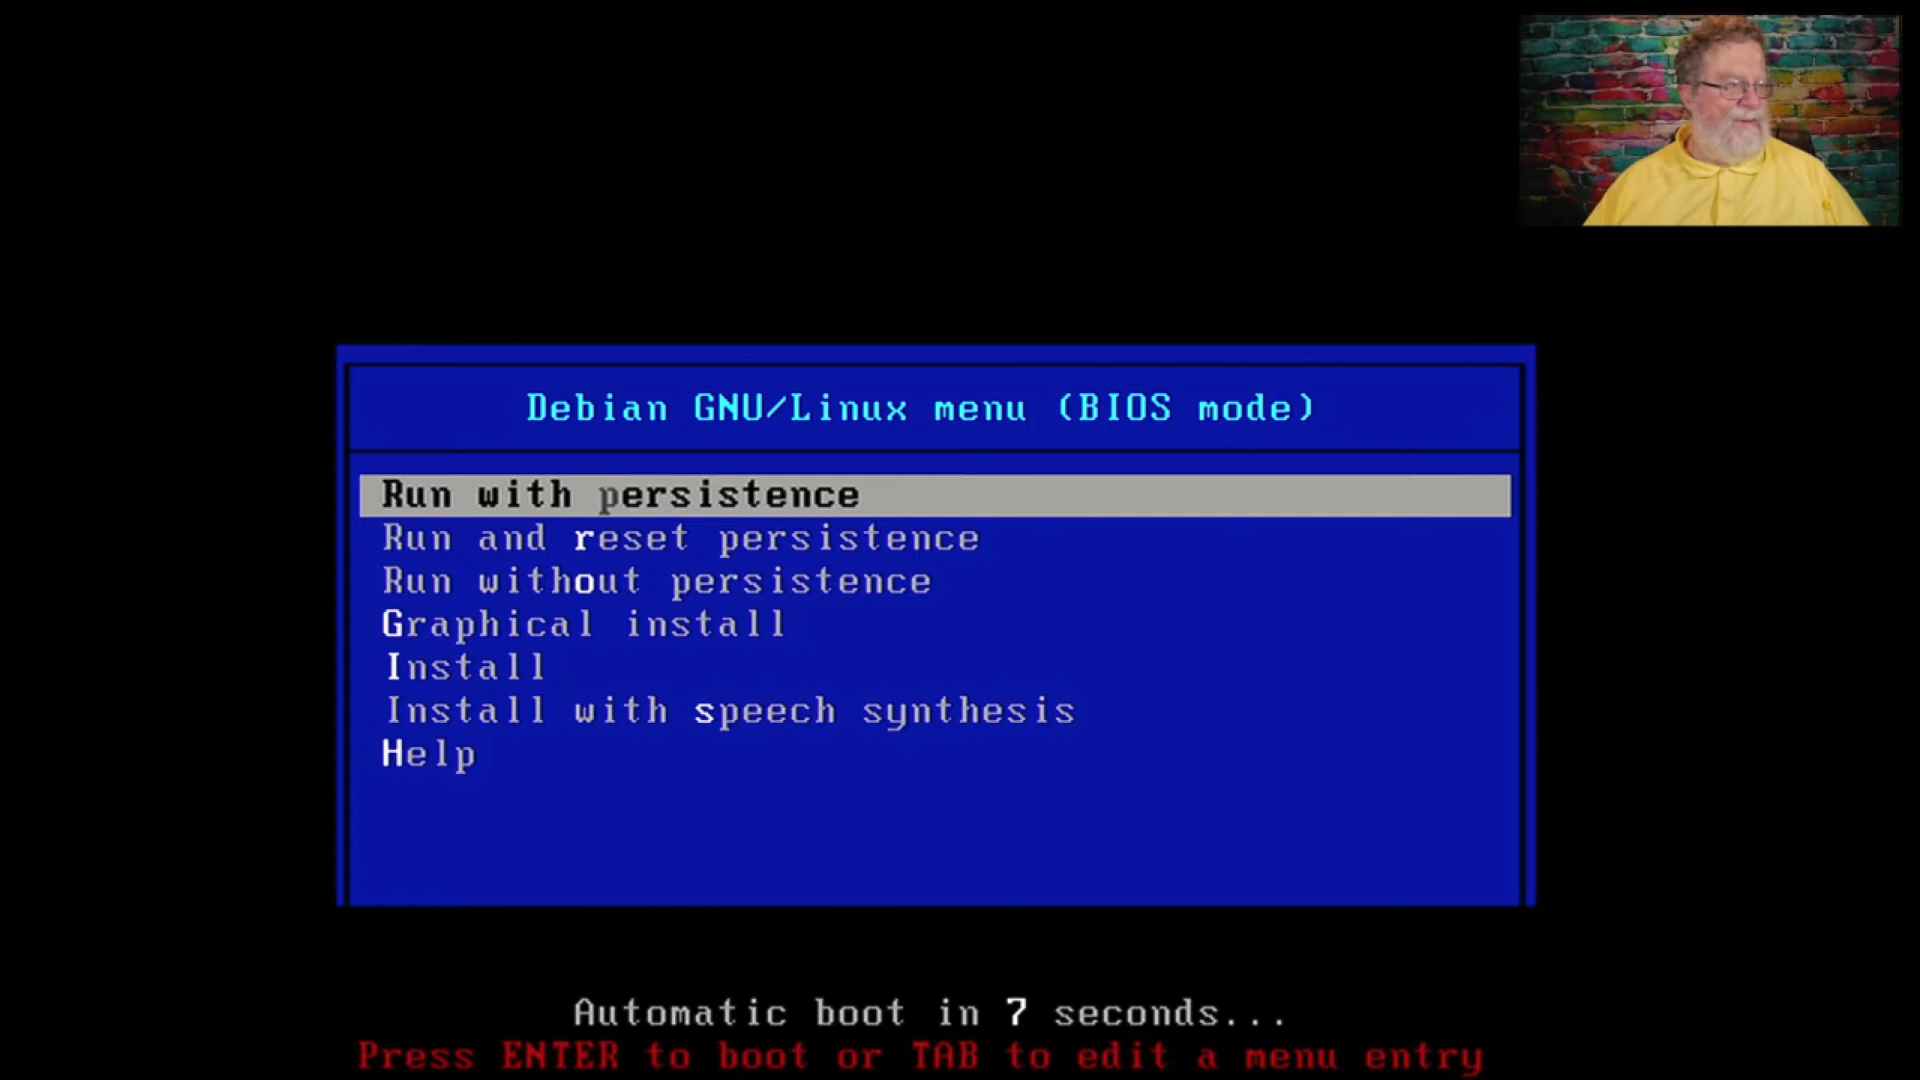 Debian GNU/Linux menu (BIOS mode)
Run with persistence
Run and reset persistence
Run without persistence
Graphical install
Install
Install with speech synthesis
Help
Automatic boot in 7 seconds...
Press ENTER to boot or TAB to edit a menu entry